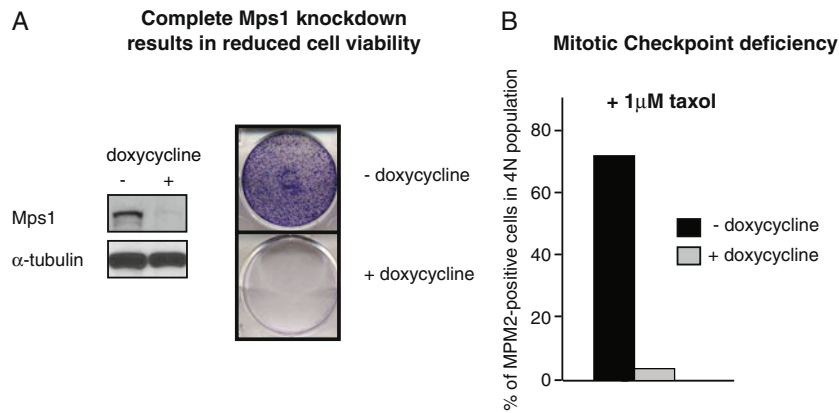 A
Complete Mps1 knockdown
results in reduced cell viability
doxycycline
- +
Mps1
α-tubulin
- doxycycline
+ doxycycline
B
Mitotic Checkpoint deficiency
+ 1μM taxol
% of MPM2-positive cells in 4N population
80
60
40
20
0
- doxycycline
+ doxycycline